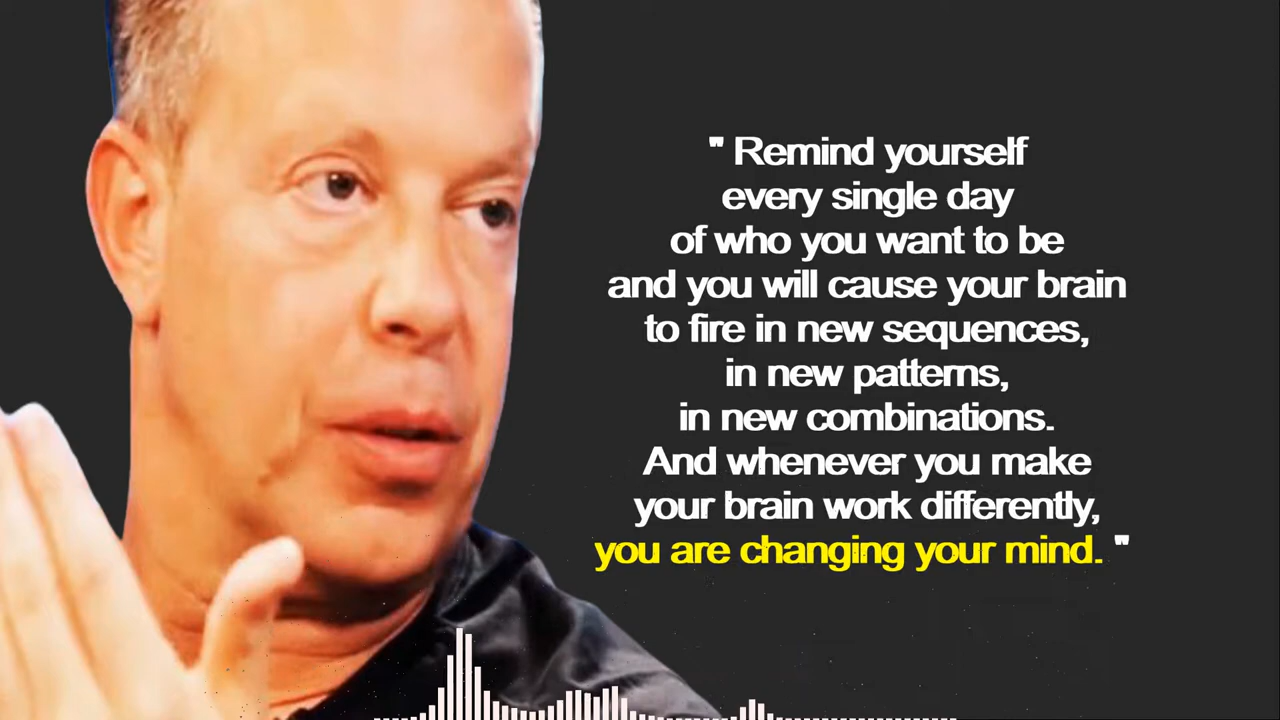 " Remind yourself
every single day
of who you want to be
and you will cause your brain
to fire in new sequences,
in new patterns,
in new combinations.
And whenever you make
your brain work differently,
you are changing your mind. "